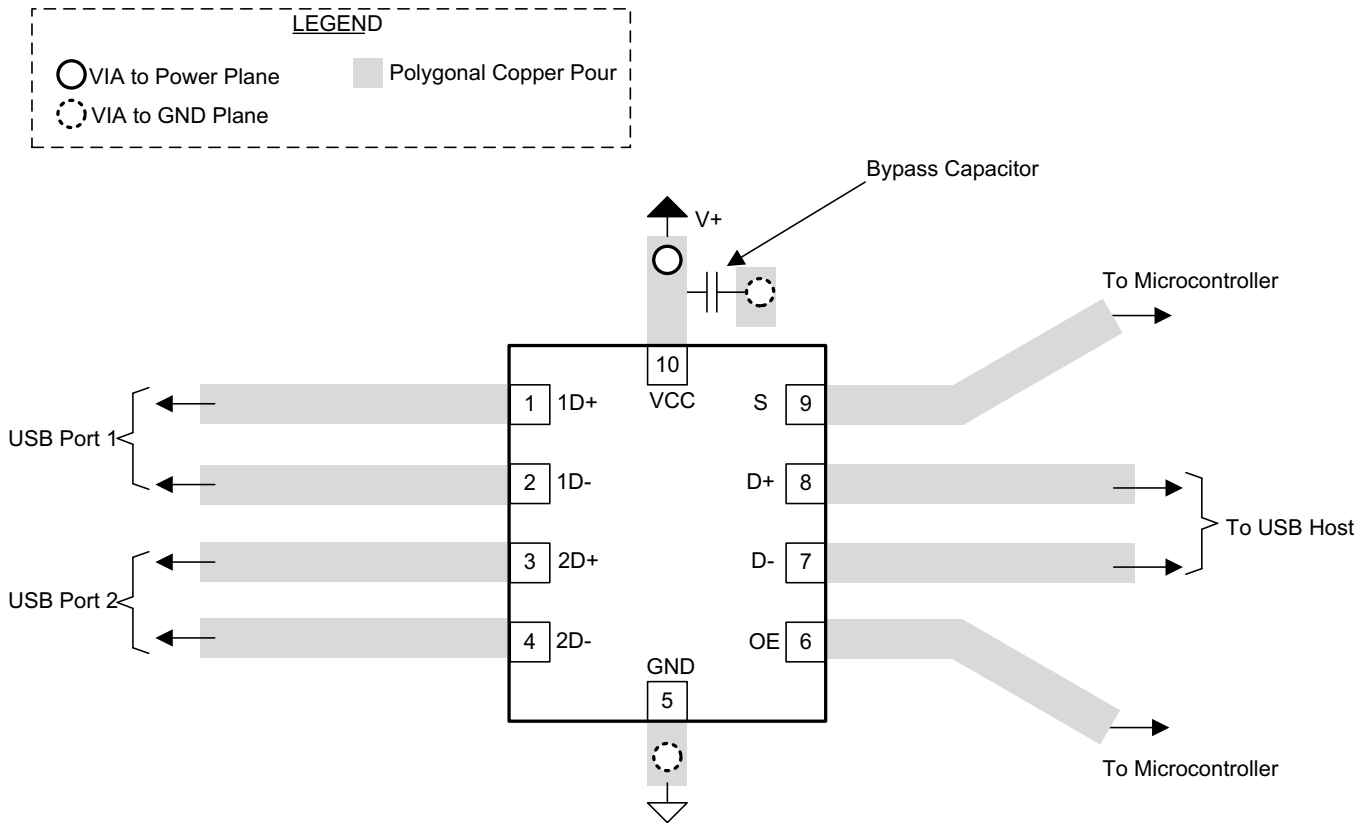 LEGEND
VIA to Power Plane
Polygonal Copper Pour
VIA to GND Plane
Bypass Capacitor
V+
To Microcontroller
10
VCC
1
1D+
S
9
USB Port 1
2
1D-
D+
8
To USB Host
3
2D+
D-
7
USB Port 2
4
2D-
OE
6
GND
5
To Microcontroller